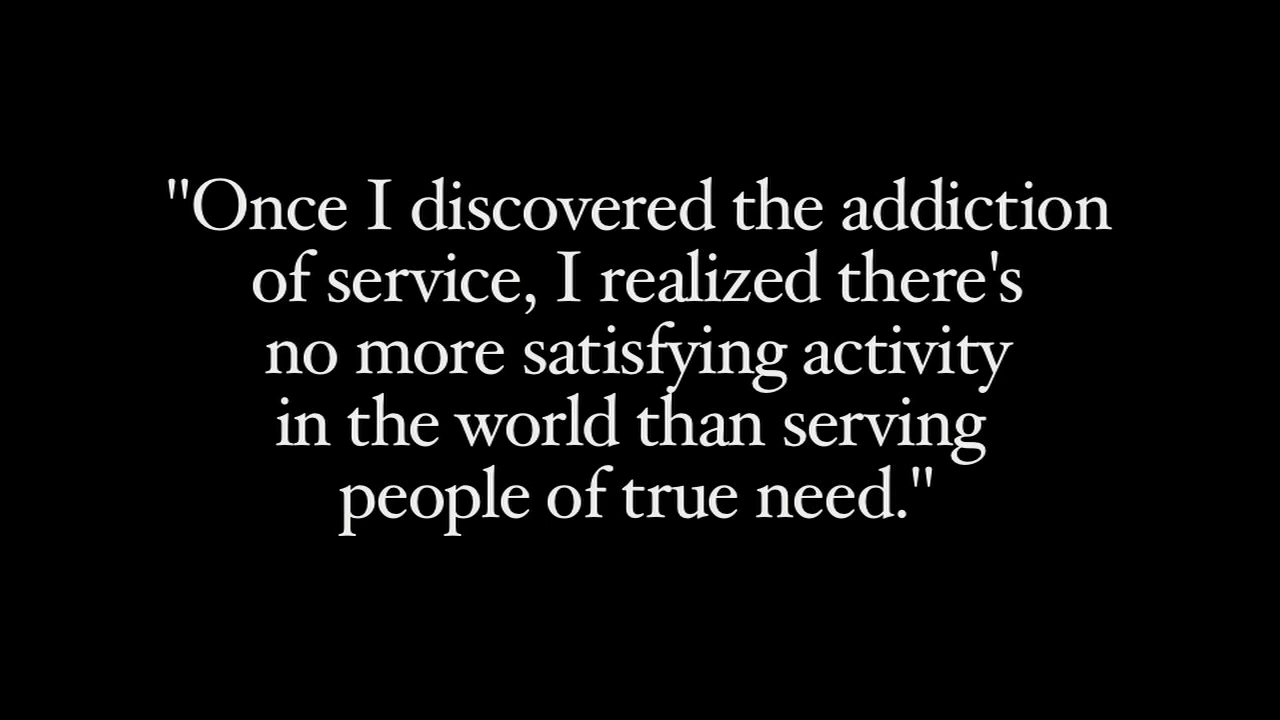 "Once I discovered the addiction
of service, I realized there's
no more satisfying activity
in the world than serving
people of true need."